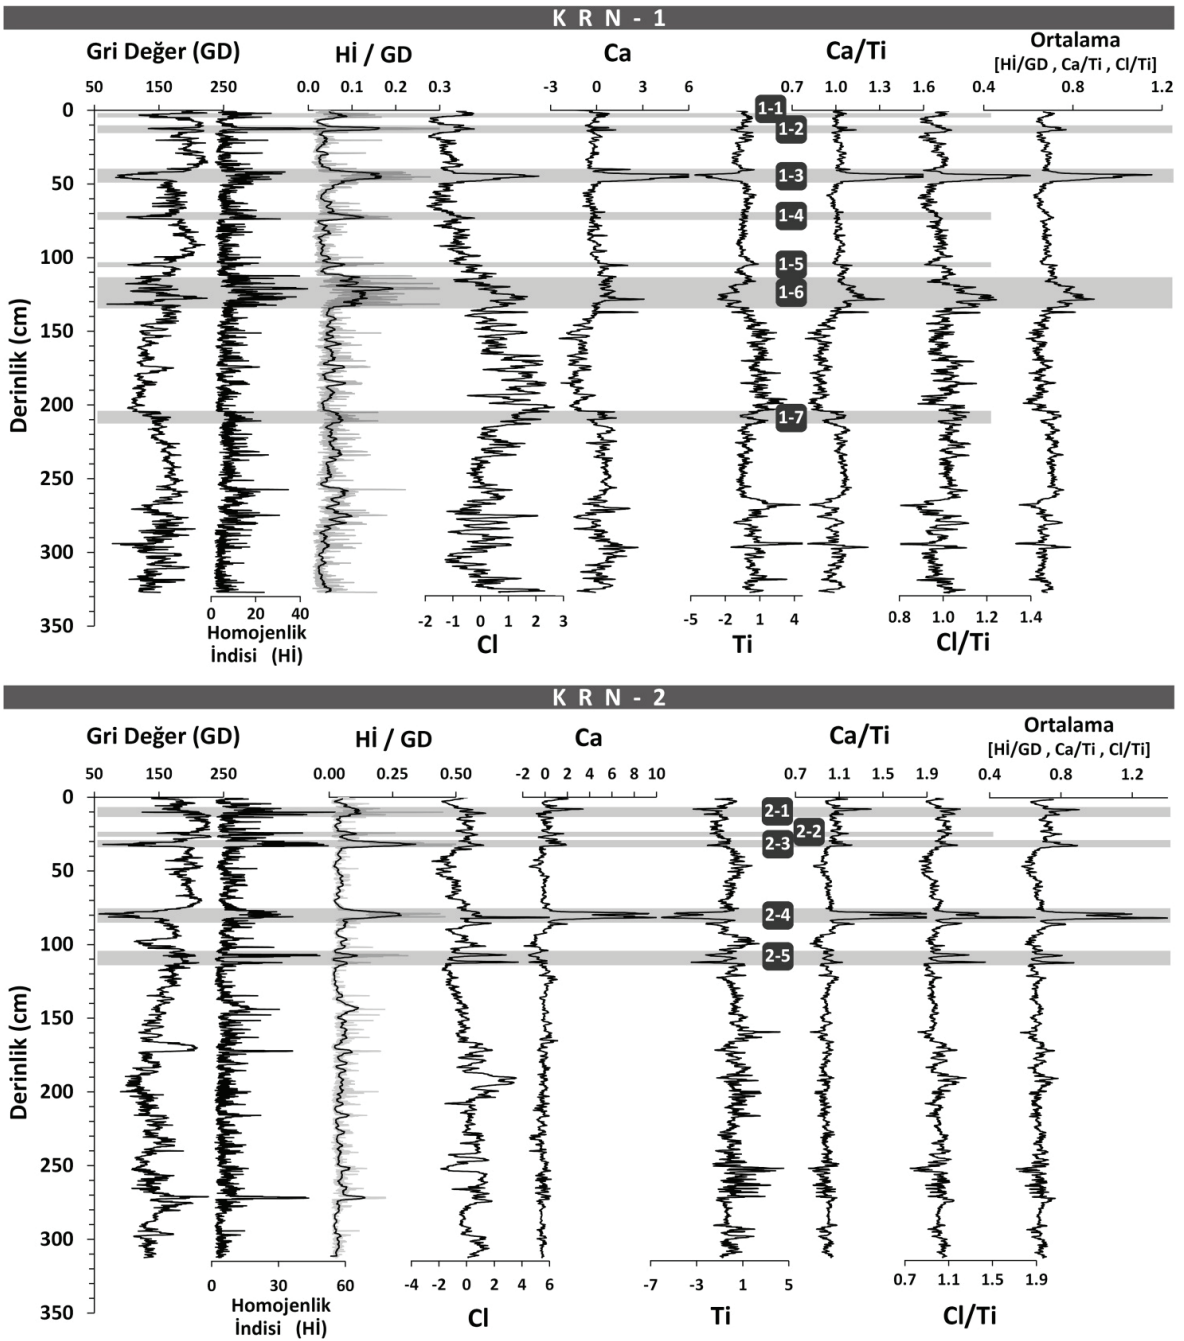 K R N - 1
Gri Değer (GD) Hİ / GD Ca Ca/Ti Ortalama
[Hİ/GD , Ca/Ti , Cl/Ti]
50 150 250 0.0 0.1 0.2 0.3 -3 0 3 6 0.7 1.0 1.3 1.6 0.4 0.8 1.2
0
50
100
150
200
250
300
350
Derinlik (cm)
1-1
1-2
1-3
1-4
1-5
1-6
1-7
0 20 40 -2 -1 0 1 2 3 -5 -2 1 4 0.8 1.0 1.2 1.4
Homojenlik
İndisi (Hİ) Cl Ti Cl/Ti
K R N - 2
Gri Değer (GD) Hİ / GD Ca Ca/Ti Ortalama
[Hİ/GD , Ca/Ti , Cl/Ti]
50 150 250 0.00 0.25 0.50 -2 0 2 4 6 8 10 0.7 1.1 1.5 1.9 0.4 0.8 1.2
0
50
100
150
200
250
300
350
Derinlik (cm)
2-1
2-2
2-3
2-4
2-5
0 30 60 -4 -2 0 2 4 6 -7 -3 1 5 0.7 1.1 1.5 1.9
Homojenlik
İndisi (Hİ) Cl Ti Cl/Ti